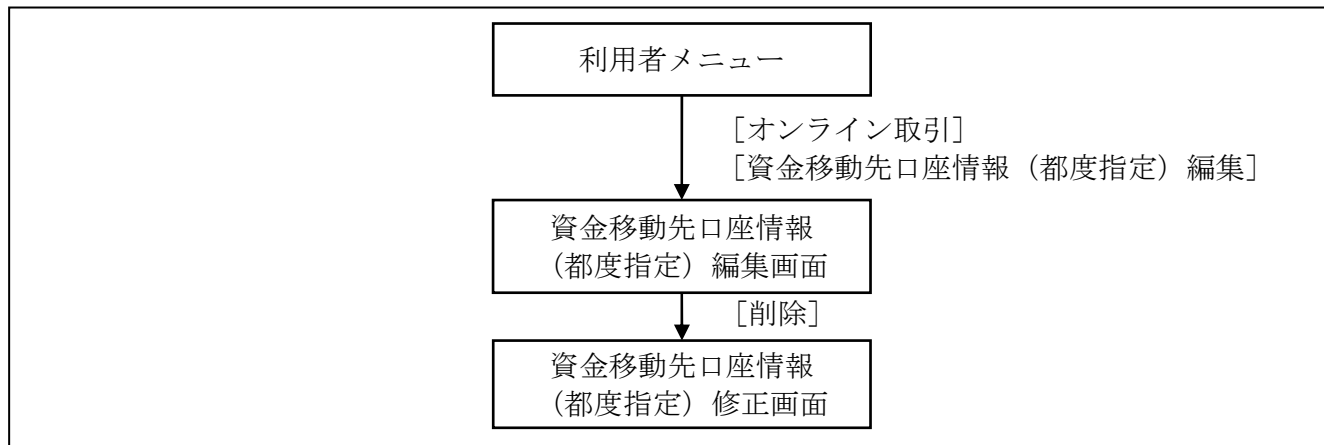 利用者メニュー
［オンライン取引］
［資金移動先口座情報（都度指定）編集］
資金移動先口座情報
（都度指定）編集画面
［削除］
資金移動先口座情報
（都度指定）修正画面